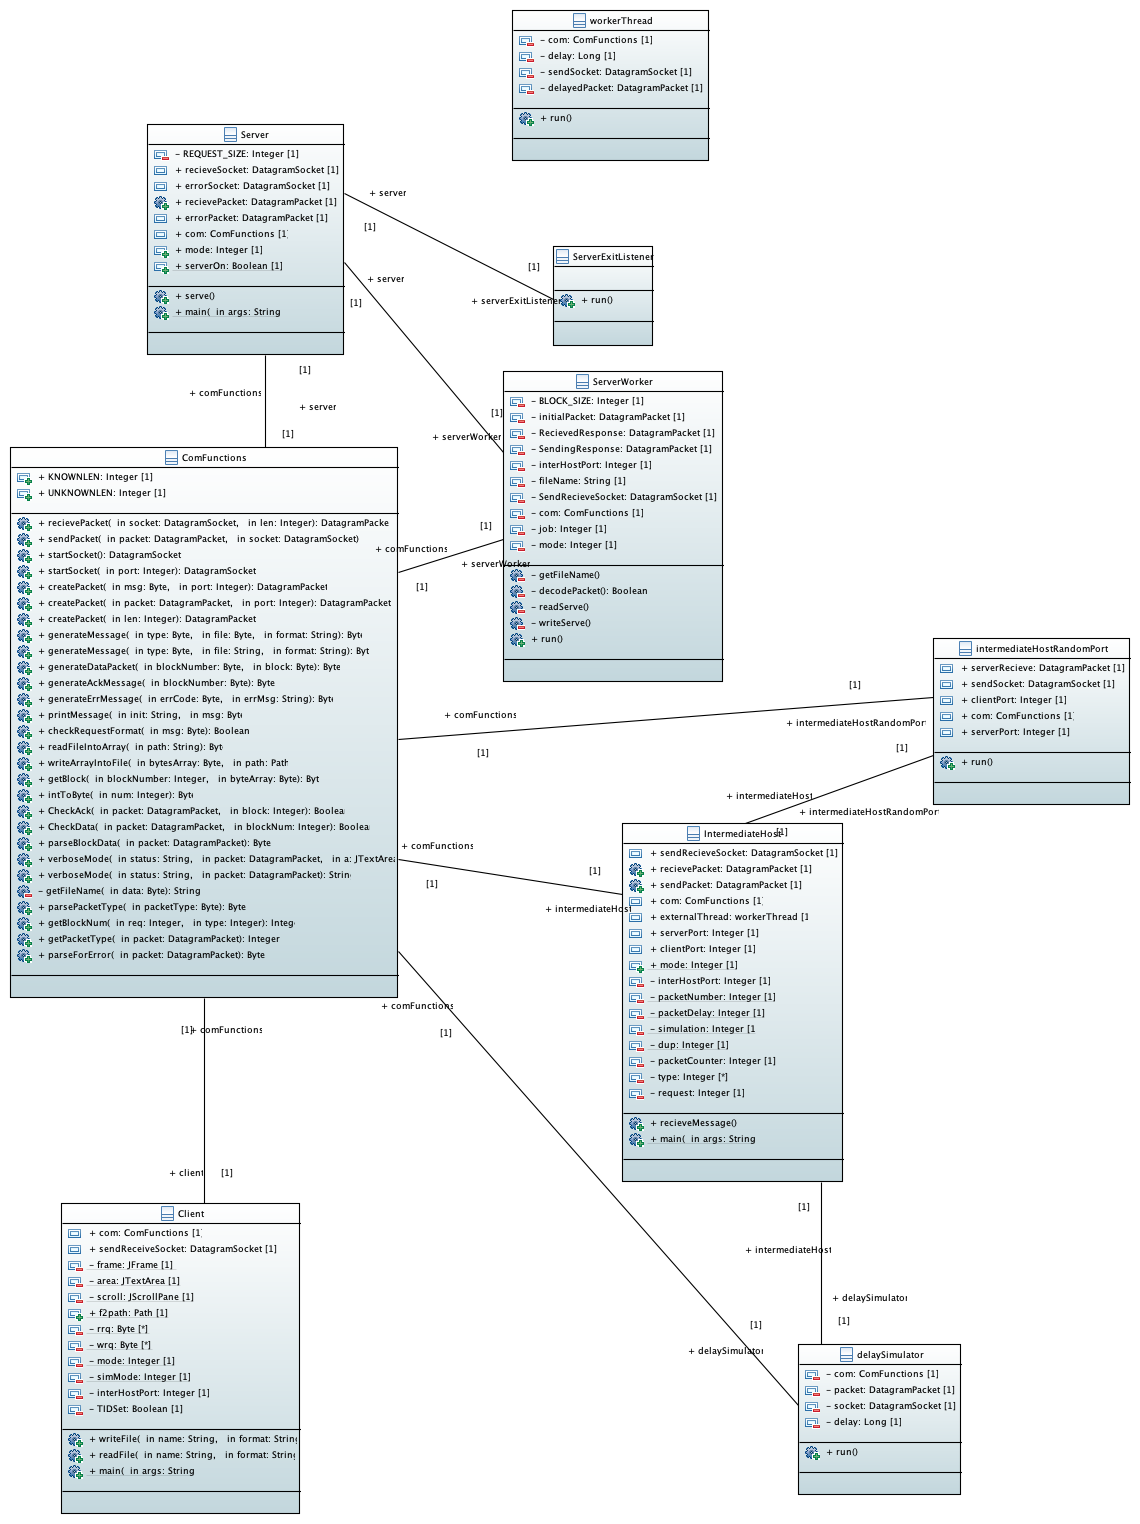 workerThread
- com: ComFunctions [1]
- delay: Long [1]
- sendSocket: DatagramSocket [1]
- delayedPacket: DatagramPacket [1]
+ run()
Server
- REQUEST_SIZE: Integer [1]
+ recieveSocket: DatagramSocket [1]
+ errorSocket: DatagramSocket [1]
+ recievePacket: DatagramPacket [1]
+ errorPacket: DatagramPacket [1]
+ com: ComFunctions [1]
+ mode: Integer [1]
+ serverOn: Boolean [1]
+ serve()
+ main( in args: String
+ server
[1]
[1]
+ serverExitListener
ServerExitListener
+ run()
+ server
[1]
[1]
+ serverWorker
[1]
+ comFunctions
+ server
[1]
ServerWorker
- BLOCK_SIZE: Integer [1]
- initialPacket: DatagramPacket [1]
- RecievedResponse: DatagramPacket [1]
- SendingResponse: DatagramPacket [1]
- interHostPort: Integer [1]
- fileName: String [1]
- SendRecieveSocket: DatagramSocket [1]
- com: ComFunctions [1]
- job: Integer [1]
- mode: Integer [1]
- getFileName()
- decodePacket(): Boolean
- readServe()
- writeServe()
+ run()
ComFunctions
+ KNOWNLEN: Integer [1]
+ UNKNOWNLEN: Integer [1]
+ recievePacket( in socket: DatagramSocket, in len: Integer): DatagramPacke
+ sendPacket( in packet: DatagramPacket, in socket: DatagramSocket)
+ startSocket(): DatagramSocket
+ startSocket( in port: Integer): DatagramSocket
+ createPacket( in msg: Byte, in port: Integer): DatagramPacket
+ createPacket( in packet: DatagramPacket, in port: Integer): DatagramPacket
+ createPacket( in len: Integer): DatagramPacket
+ generateMessage( in type: Byte, in file: Byte, in format: String): Byte
+ generateMessage( in type: Byte, in file: String, in format: String): Byt
+ generateDataPacket( in blockNumber: Byte, in block: Byte): Byte
+ generateAckMessage( in blockNumber: Byte): Byte
+ generateErrMessage( in errCode: Byte, in errMsg: String): Byte
+ printMessage( in init: String, in msg: Byte
+ checkRequestFormat( in msg: Byte): Boolean
+ readFileIntoArray( in path: String): Byte
+ writeArrayIntoFile( in bytesArray: Byte, in path: Path
+ getBlock( in blockNumber: Integer, in byteArray: Byte): Byt
+ intToByte( in num: Integer): Byte
+ CheckAck( in packet: DatagramPacket, in block: Integer): Boolea
+ CheckData( in packet: DatagramPacket, in blockNum: Integer): Boolea
+ parseBlockData( in packet: DatagramPacket): Byte
+ verboseMode( in status: String, in packet: DatagramPacket, in a: JTextArea
+ verboseMode( in status: String, in packet: DatagramPacket): Strin
- getFileName( in data: Byte): String
+ parsePacketType( in packetType: Byte): Byte
+ getBlockNum( in req: Integer, in type: Integer): Intege
+ getPacketType( in packet: DatagramPacket): Integer
+ parseForError( in packet: DatagramPacket): Byte
[1]
+ comFunctions
+ serverWorker
[1]
[1]
+ comFunctions
+ intermediateHostRandomPort
[1]
intermediateHostRandomPort
+ serverRecieve: DatagramPacket [1]
+ sendSocket: DatagramSocket [1]
+ clientPort: Integer [1]
+ com: ComFunctions [1]
+ serverPort: Integer [1]
+ run()
[1]
+ intermediateHost
+ intermediateHostRandomPort
[1]
IntermediateHost
+ sendRecieveSocket: DatagramSocket [1]
+ recievePacket: DatagramPacket [1]
+ sendPacket: DatagramPacket [1]
+ com: ComFunctions [1]
+ externalThread: workerThread [1]
+ serverPort: Integer [1]
+ clientPort: Integer [1]
+ mode: Integer [1]
- interHostPort: Integer [1]
- packetNumber: Integer [1]
- packetDelay: Integer [1]
- simulation: Integer [1
- dup: Integer [1]
- packetCounter: Integer [1]
- type: Integer [*]
- request: Integer [1]
+ recieveMessage()
+ main( in args: String
+ comFunctions
[1]
[1]
+ intermediateHost
+ comFunctions
[1]
[1]
+ comFunctions
+ client
[1]
[1]
+ intermediateHost
+ delaySimulator
[1]
[1]
+ delaySimulator
Client
+ com: ComFunctions [1]
+ sendReceiveSocket: DatagramSocket [1]
- frame: JFrame [1]
- area: JTextArea [1]
- scroll: JScrollPane [1]
+ f2path: Path [1]
- rrq: Byte [*]
- wrq: Byte [*]
- mode: Integer [1]
- simMode: Integer [1]
- interHostPort: Integer [1]
- TIDSet: Boolean [1]
+ writeFile( in name: String, in format: String
+ readFile( in name: String, in format: String
+ main( in args: String
delaySimulator
- com: ComFunctions [1]
- packet: DatagramPacket [1]
- socket: DatagramSocket [1]
- delay: Long [1]
+ run()